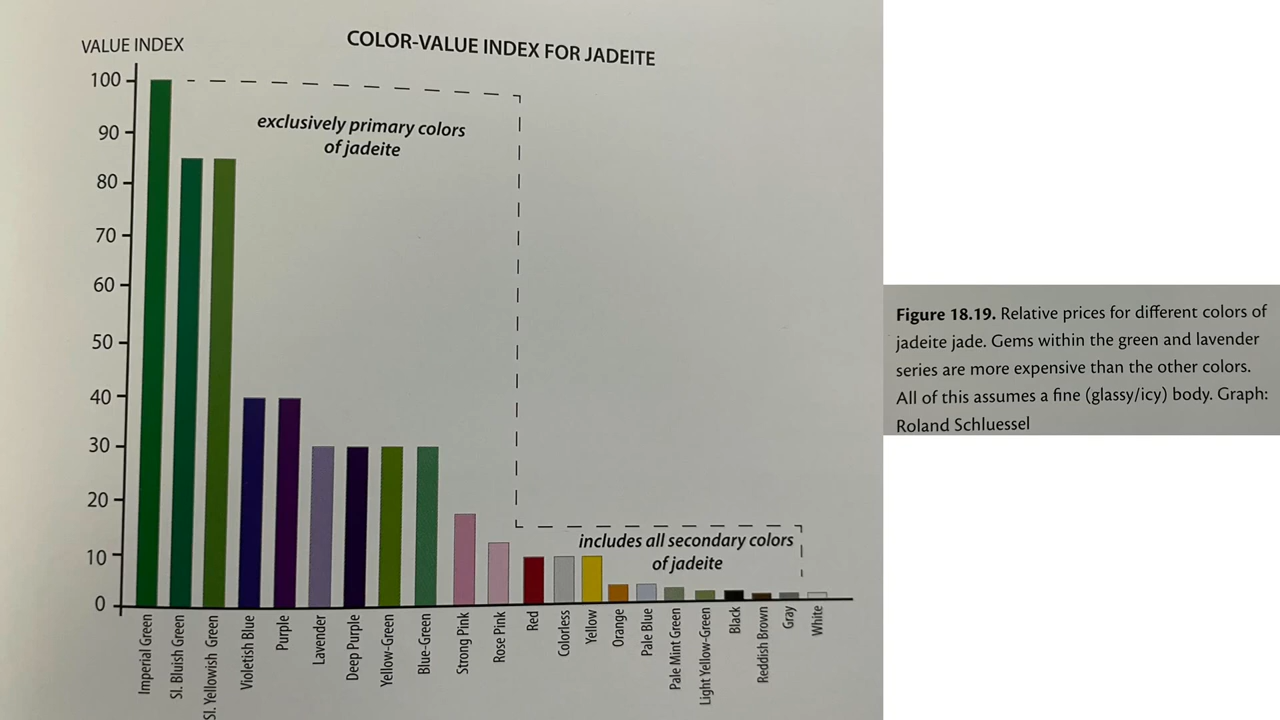 COLOR-VALUE INDEX FOR JADEITE
VALUE INDEX
100
90
80
70
60
50
40
30
20
10
0
exclusively primary colors
of jadeite
includes all secondary colors
of jadeite
Imperial Green
Sl. Bluish Green
Sl. Yellowish Green
Violetish Blue
Purple
Lavender
Deep Purple
Yellow-Green
Blue-Green
Strong Pink
Rose Pink
Red
Colorless
Yellow
Orange
Pale Blue
Pale Mint Green
Light Yellow-Green
Black
Reddish Brown
Gray
White
Figure 18.19. Relative prices for different colors of
jadeite jade. Gems within the green and lavender
series are more expensive than the other colors.
All of this assumes a fine (glassy/icy) body. Graph:
Roland Schluessel